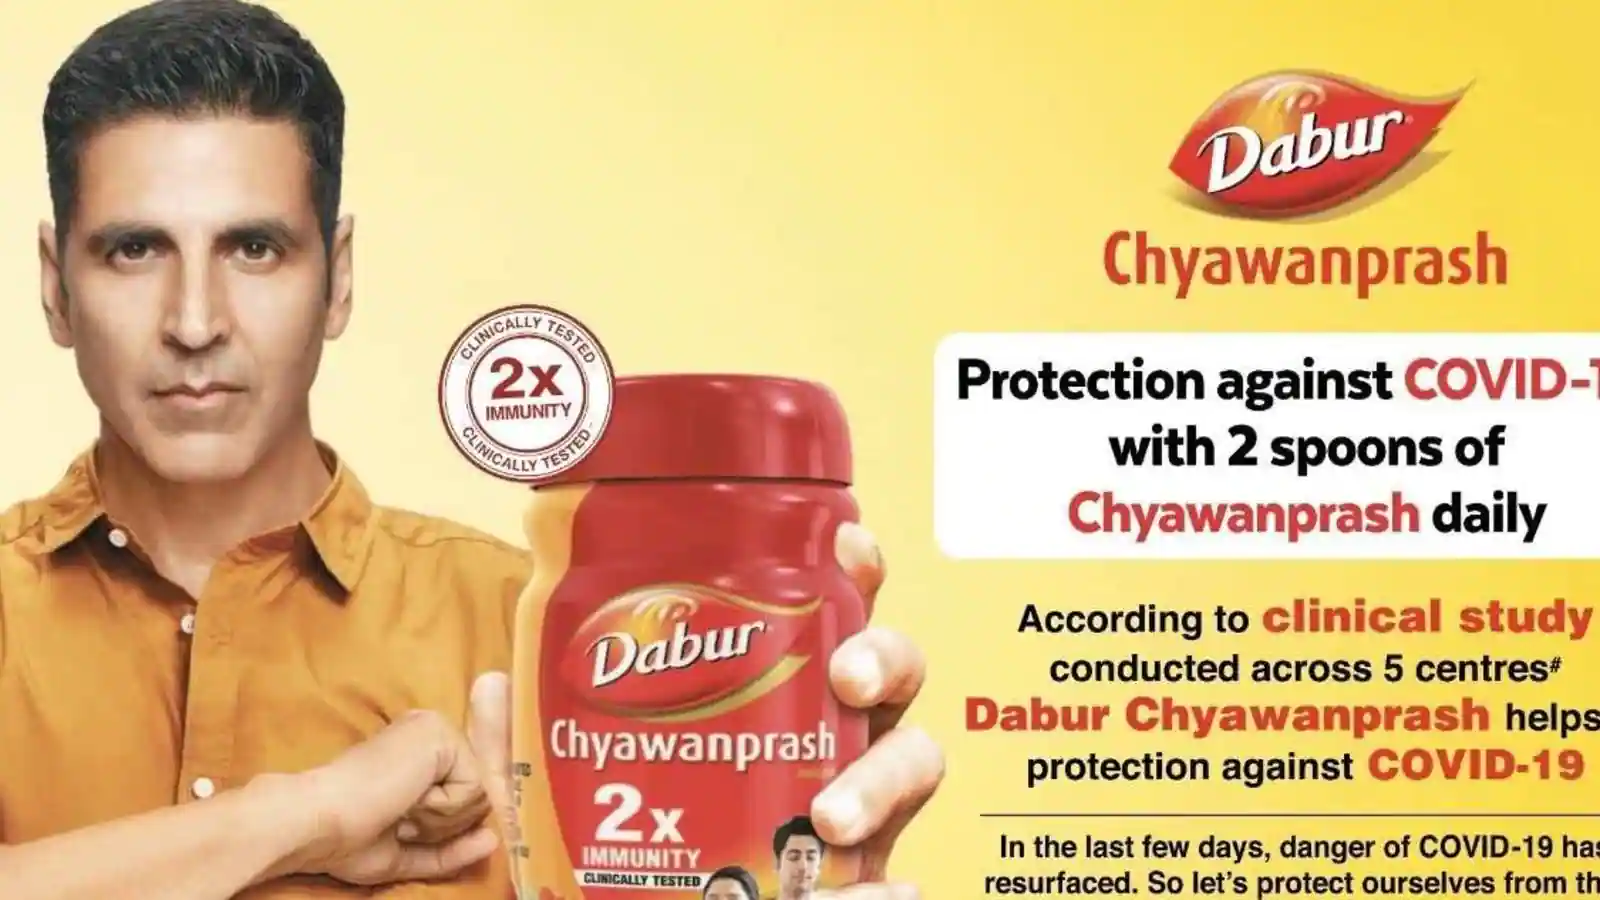 Dabur
Chyawanprash
CLINICALLY TESTED
2x
IMMUNITY
CLINICALLY TESTED
Protection against COVID-1
with 2 spoons of
Chyawanprash daily
According to clinical study
conducted across 5 centres#
Dabur Chyawanprash helps
protection against COVID-19
In the last few days, danger of COVID-19 has
resurfaced. So let's protect ourselves from th
Dabur
Chyawanprash
2x
IMMUNITY
CLINICALLY TESTED